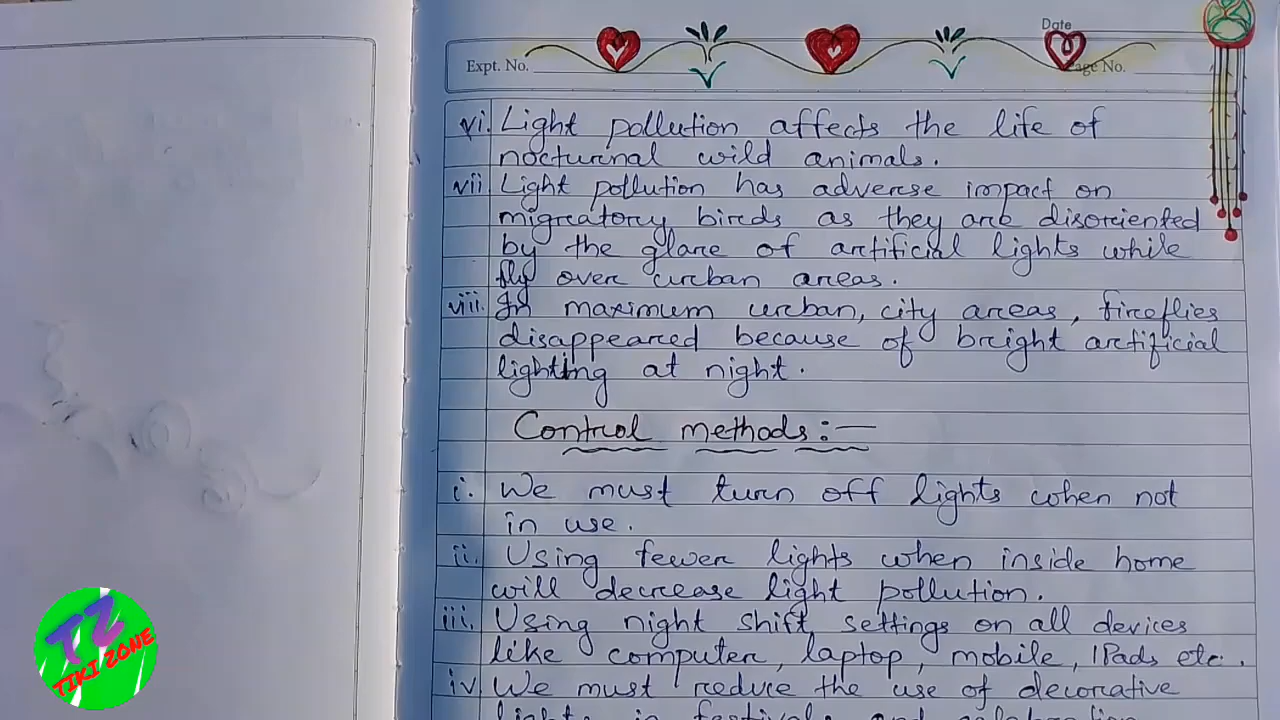 Date
Expt. No.
Page No.
vi. Light pollution affects the life of
nocturnal wild animals.
vii Light pollution has adverse impact on
migratory birds as they are disoriented
by the glare of artificial lights while
fly over urban areas.
viii. In maximum urban, city areas, fireflies
disappeared because of bright artificial
lighting at night.
Control methods:—
i. We must turn off lights when not
in use.
ii. Using fewer lights when inside home
will decrease light pollution.
iii. Using night shift settings on all devices
like computer, laptop, mobile, IPads etc.
iv We must reduce the use of decorative
lights in festivals and celebration
TZ
TIKI ZONE